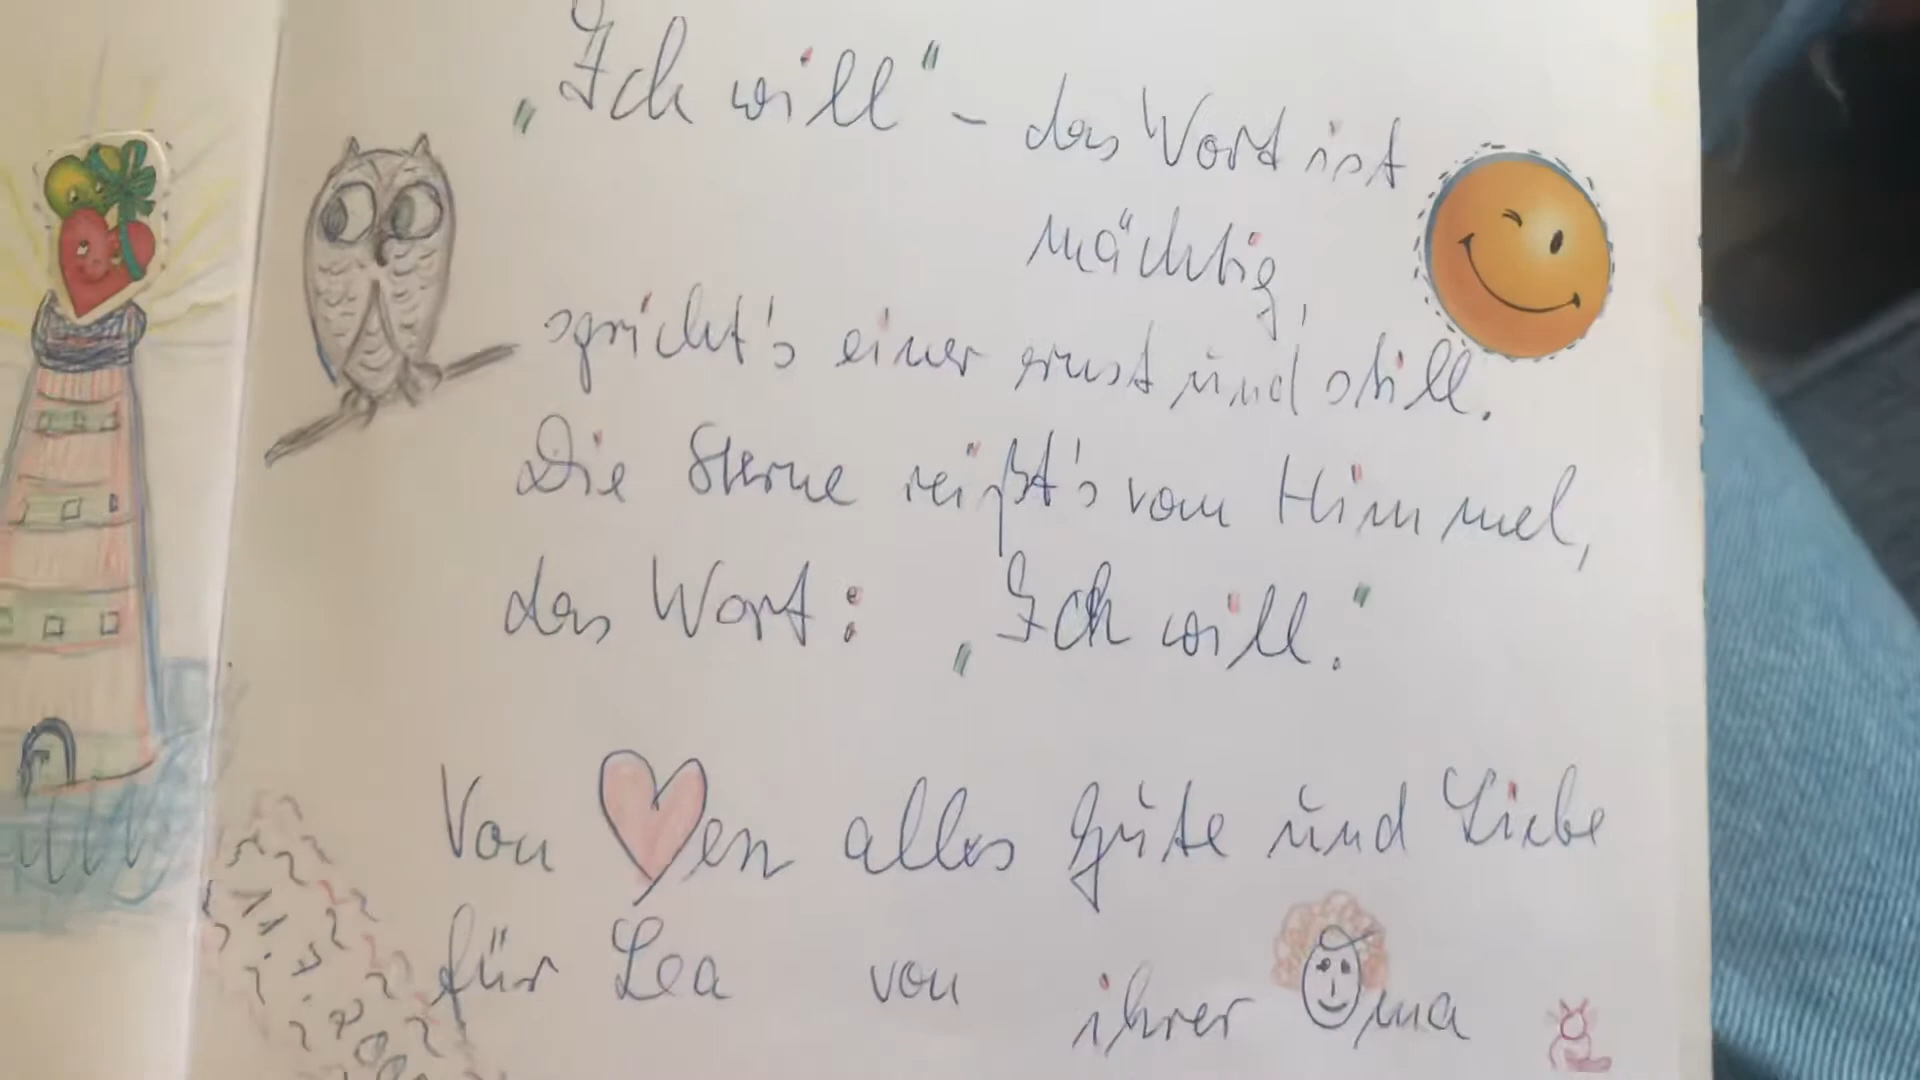 „Ich will“ – das Wort ist
mächtig,
spricht's einer ernst und still.
Die Sterne reißt's vom Himmel,
das Wort: „Ich will.“
Von ♥en alles Gute und Liebe
für Lea von ihrer Oma